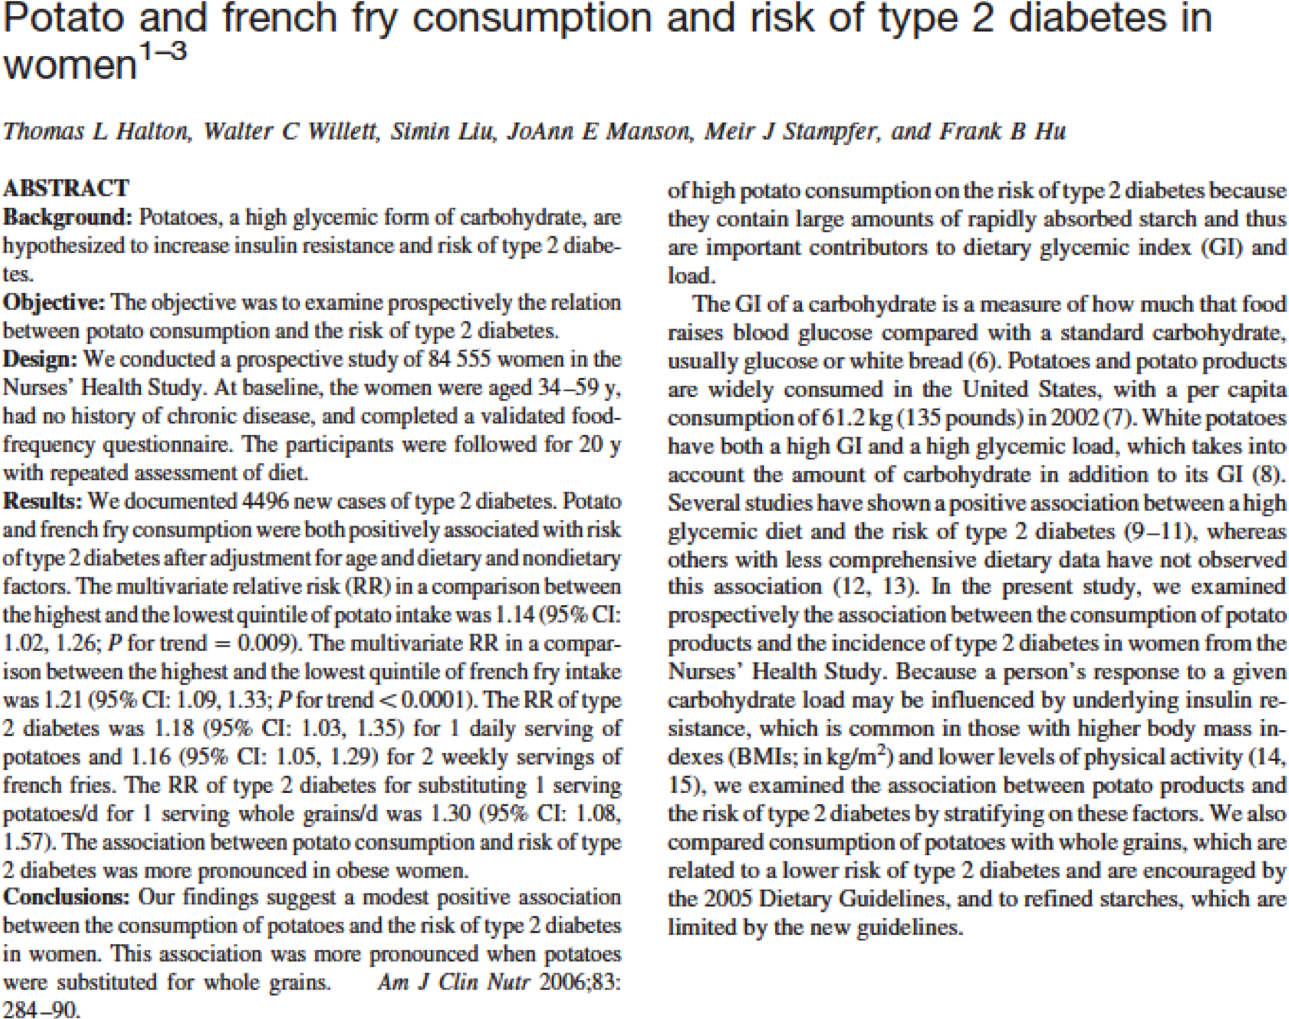 Potato and french fry consumption and risk of type 2 diabetes in
women1–3
Thomas L Halton, Walter C Willett, Simin Liu, JoAnn E Manson, Meir J Stampfer, and Frank B Hu
ABSTRACT
Background: Potatoes, a high glycemic form of carbohydrate, are
hypothesized to increase insulin resistance and risk of type 2 diabe-
tes.
Objective: The objective was to examine prospectively the relation
between potato consumption and the risk of type 2 diabetes.
Design: We conducted a prospective study of 84 555 women in the
Nurses’ Health Study. At baseline, the women were aged 34–59 y,
had no history of chronic disease, and completed a validated food-
frequency questionnaire. The participants were followed for 20 y
with repeated assessment of diet.
Results: We documented 4496 new cases of type 2 diabetes. Potato
and french fry consumption were both positively associated with risk
of type 2 diabetes after adjustment for age and dietary and nondietary
factors. The multivariate relative risk (RR) in a comparison between
the highest and the lowest quintile of potato intake was 1.14 (95% CI:
1.02, 1.26; P for trend = 0.009). The multivariate RR in a compar-
ison between the highest and the lowest quintile of french fry intake
was 1.21 (95% CI: 1.09, 1.33; P for trend < 0.0001). The RR of type
2 diabetes was 1.18 (95% CI: 1.03, 1.35) for 1 daily serving of
potatoes and 1.16 (95% CI: 1.05, 1.29) for 2 weekly servings of
french fries. The RR of type 2 diabetes for substituting 1 serving
potatoes/d for 1 serving whole grains/d was 1.30 (95% CI: 1.08,
1.57). The association between potato consumption and risk of type
2 diabetes was more pronounced in obese women.
Conclusions: Our findings suggest a modest positive association
between the consumption of potatoes and the risk of type 2 diabetes
in women. This association was more pronounced when potatoes
were substituted for whole grains. Am J Clin Nutr 2006;83:
284–90.
of high potato consumption on the risk of type 2 diabetes because
they contain large amounts of rapidly absorbed starch and thus
are important contributors to dietary glycemic index (GI) and
load.
The GI of a carbohydrate is a measure of how much that food
raises blood glucose compared with a standard carbohydrate,
usually glucose or white bread (6). Potatoes and potato products
are widely consumed in the United States, with a per capita
consumption of 61.2 kg (135 pounds) in 2002 (7). White potatoes
have both a high GI and a high glycemic load, which takes into
account the amount of carbohydrate in addition to its GI (8).
Several studies have shown a positive association between a high
glycemic diet and the risk of type 2 diabetes (9–11), whereas
others with less comprehensive dietary data have not observed
this association (12, 13). In the present study, we examined
prospectively the association between the consumption of potato
products and the incidence of type 2 diabetes in women from the
Nurses’ Health Study. Because a person’s response to a given
carbohydrate load may be influenced by underlying insulin re-
sistance, which is common in those with higher body mass in-
dexes (BMIs; in kg/m2) and lower levels of physical activity (14,
15), we examined the association between potato products and
the risk of type 2 diabetes by stratifying on these factors. We also
compared consumption of potatoes with whole grains, which are
related to a lower risk of type 2 diabetes and are encouraged by
the 2005 Dietary Guidelines, and to refined starches, which are
limited by the new guidelines.